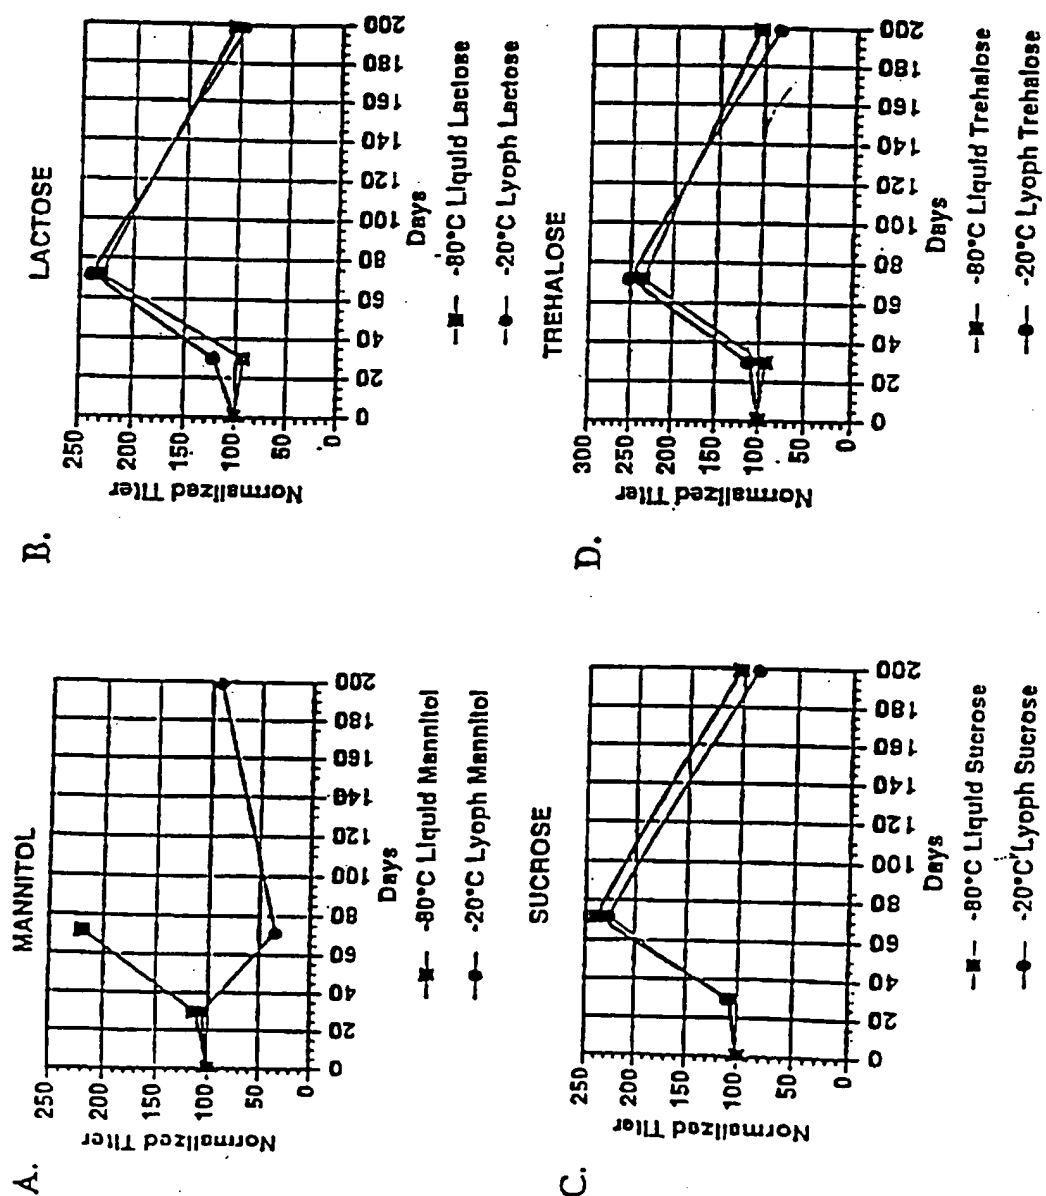 A.
MANNITOL
Normalized Titer
250
200
150
100
50
0
0 20 40 60 80 100 120 140 160 180 200
Days
-80°C Liquid Mannitol
-20°C Lyoph Mannitol
B.
LACTOSE
Normalized Titer
250
200
150
100
50
0
0 20 40 60 80 100 120 140 160 180 200
Days
-80°C Liquid Lactose
-20°C Lyoph Lactose
C.
SUCROSE
Normalized Titer
250
200
150
100
50
0
0 20 40 60 80 100 120 140 160 180 200
Days
-80°C Liquid Sucrose
-20°C Lyoph Sucrose
D.
TREHALOSE
Normalized Titer
300
250
200
150
100
50
0
0 20 40 60 80 100 120 140 160 180 200
Days
-80°C Liquid Trehalose
-20°C Lyoph Trehalose